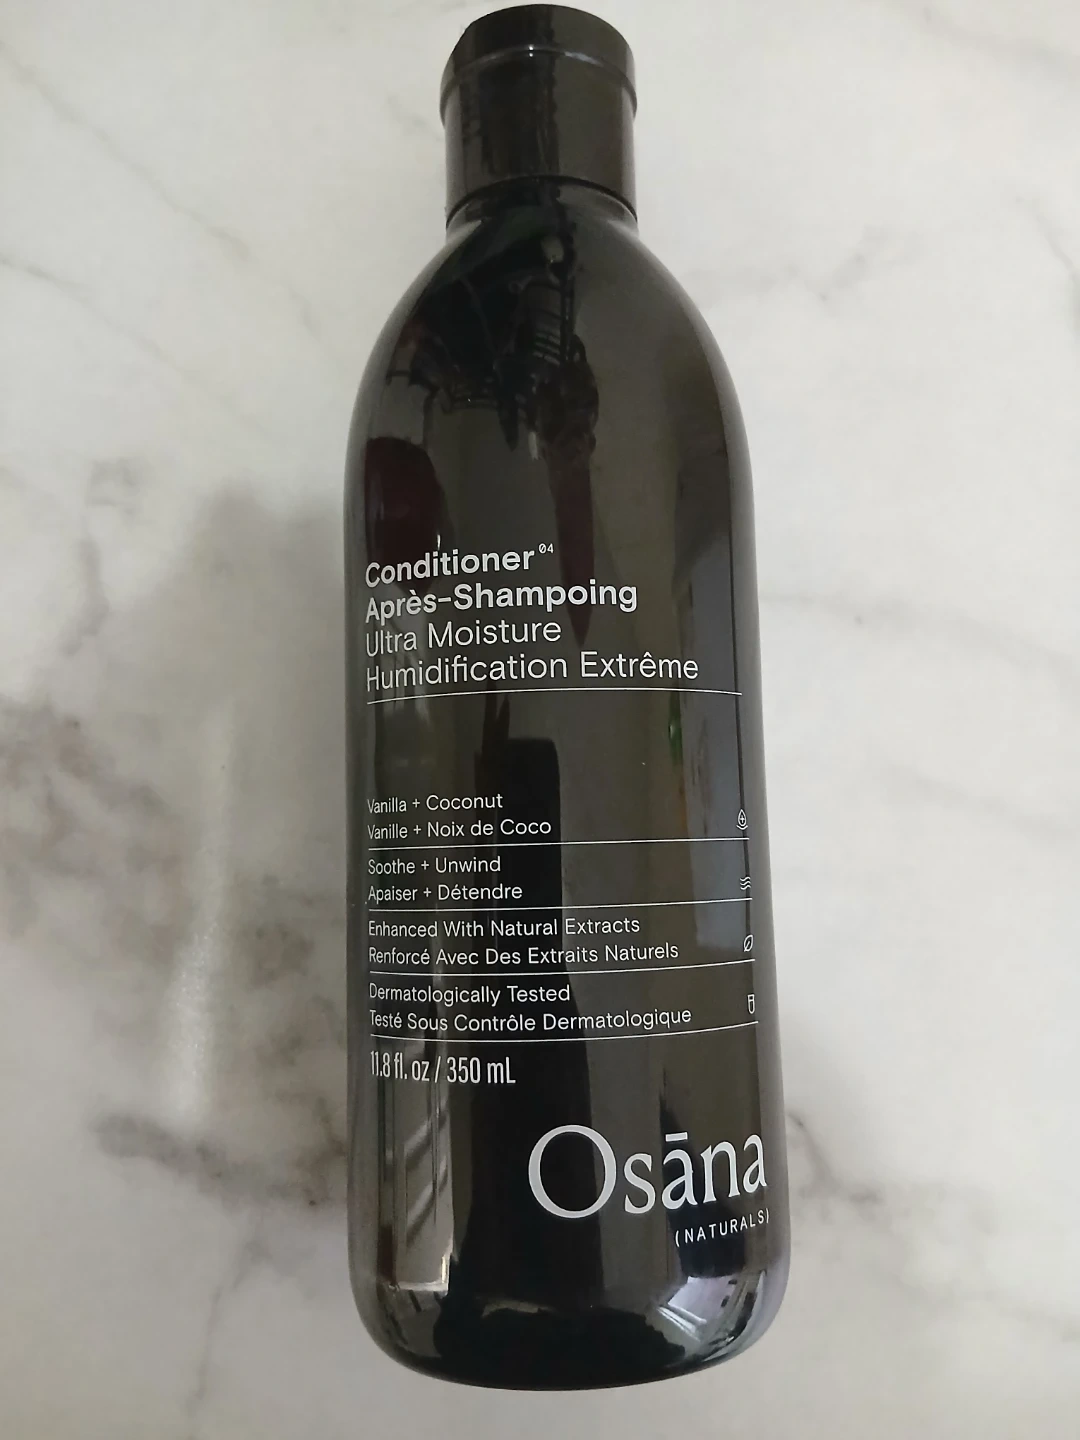 Conditioner⁰⁴
Après-Shampoing
Ultra Moisture
Humidification Extrême
Vanilla + Coconut
Vanille + Noix de Coco
Soothe + Unwind
Apaiser + Détendre
Enhanced With Natural Extracts
Renforcé Avec Des Extraits Naturels
Dermatologically Tested
Testé Sous Contrôle Dermatologique
11.8 fl. oz / 350 mL
Osāna
(NATURALS)